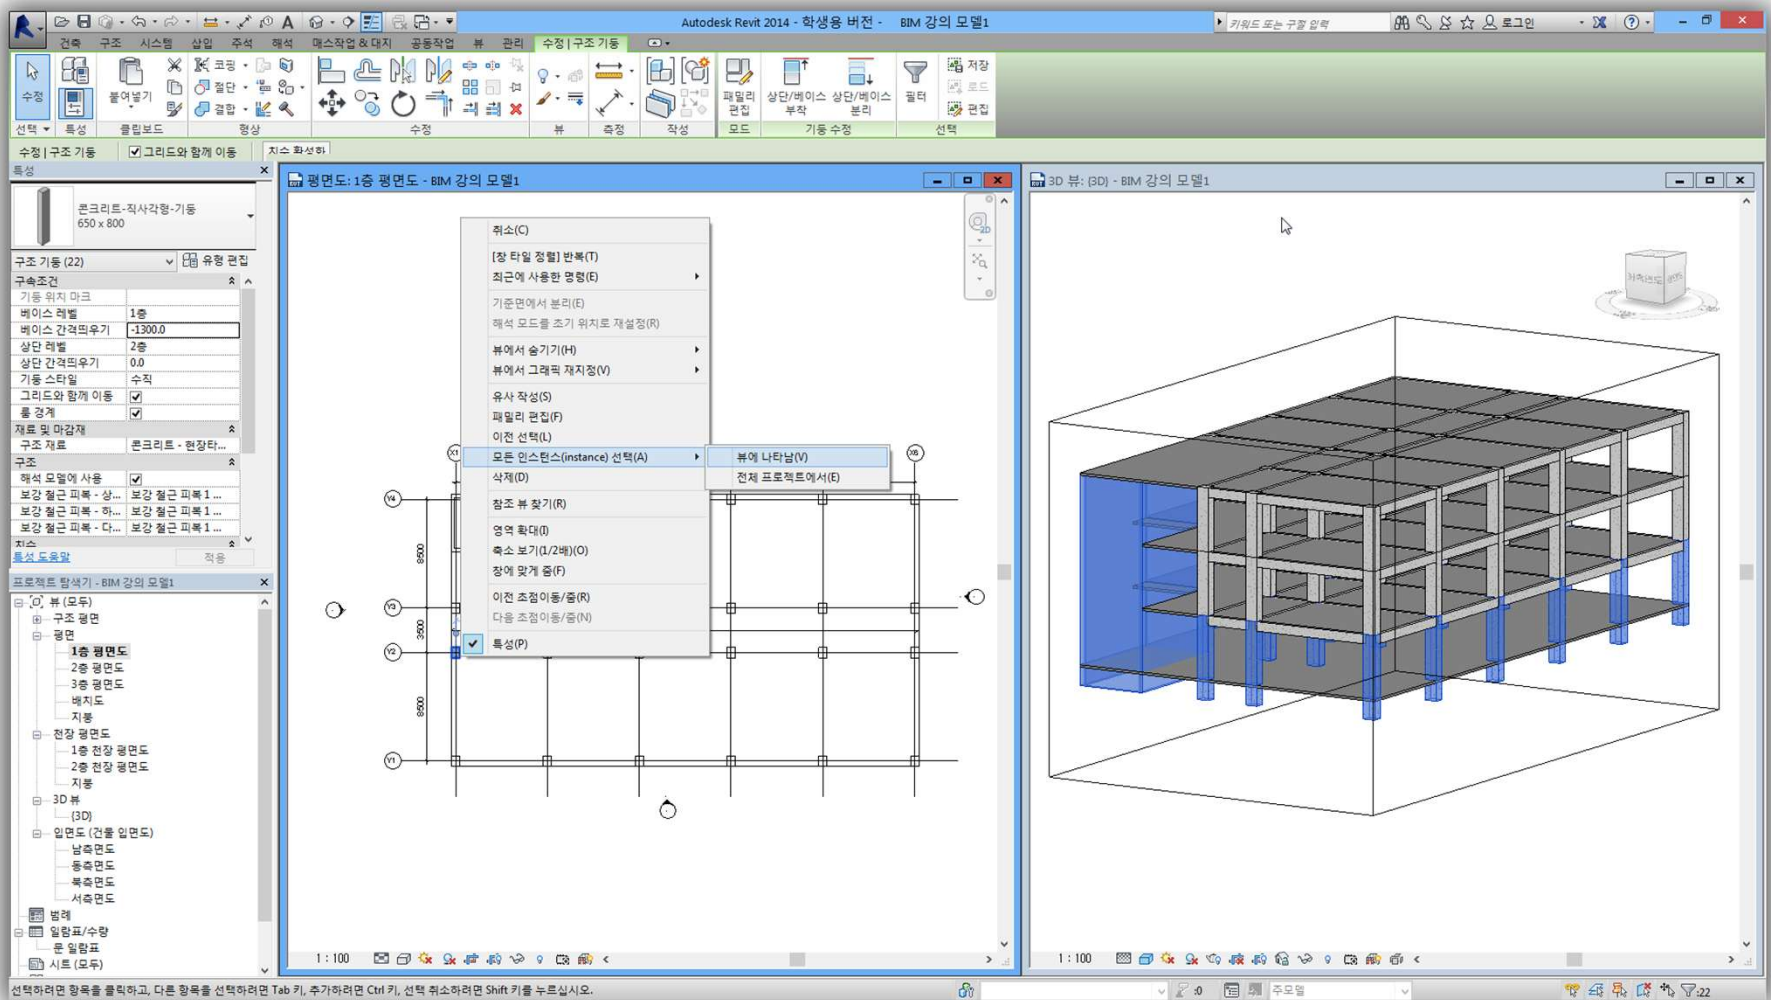 Autodesk Revit 2014 - 학생용 버전 - BIM 강의 모델1
키워드 또는 구절 입력
로그인
건축 구조 시스템 삽입 주석 해석 매스작업 & 대지 공동작업 뷰 관리 수정 | 구조 기둥
수정
붙여넣기
코핑
절단
결합
패밀리 편집
상단/베이스 부착
상단/베이스 분리
필터
저장
로드
편집
선택 특성 클립보드 형상 수정 뷰 측정 작성 모드 기둥 수정 선택
수정 | 구조 기둥
그리드와 함께 이동
치수 활성화
특성
콘크리트-직사각형-기둥
650 x 800
구조 기둥 (22)
유형 편집
구속조건
기둥 위치 마크
베이스 레벨 1층
베이스 간격띄우기 -1300.0
상단 레벨 2층
상단 간격띄우기 0.0
기둥 스타일 수직
그리드와 함께 이동
룸 경계
재료 및 마감재
구조 재료 콘크리트 - 현장타...
구조
해석 모델에 사용
보강 철근 피복 - 상... 보강 철근 피복 1 ...
보강 철근 피복 - 하... 보강 철근 피복 1 ...
보강 철근 피복 - 다... 보강 철근 피복 1 ...
치수
특성 도움말
적용
프로젝트 탐색기 - BIM 강의 모델1
뷰 (모두)
구조 평면
평면
1층 평면도
2층 평면도
3층 평면도
배치도
지붕
천장 평면도
1층 천장 평면도
2층 천장 평면도
지붕
3D 뷰
{3D}
입면도 (건물 입면도)
남측면도
동측면도
북측면도
서측면도
범례
일람표/수량
문 일람표
시트 (모두)
평면도: 1층 평면도 - BIM 강의 모델1
2D
취소(C)
[창 타일 정렬] 반복(T)
최근에 사용한 명령(E)
기준면에서 분리(E)
해석 모드를 초기 위치로 재설정(R)
뷰에서 숨기기(H)
뷰에서 그래픽 재지정(V)
유사 작성(S)
패밀리 편집(F)
이전 선택(L)
모든 인스턴스(instance) 선택(A)
삭제(D)
참조 뷰 찾기(R)
영역 확대(I)
축소 보기(1/2배)(O)
창에 맞게 줌(F)
이전 초점이동/줌(R)
다음 초점이동/줌(N)
특성(P)
뷰에 나타남(V)
전체 프로젝트에서(E)
X1
X6
Y4
8500
Y3
3500
Y2
8500
Y1
1 : 100
3D 뷰: {3D} - BIM 강의 모델1
1 : 100
선택하려면 항목을 클릭하고, 다른 항목을 선택하려면 Tab 키, 추가하려면 Ctrl 키, 선택 취소하려면 Shift 키를 누르십시오.
:0
주모델
:22